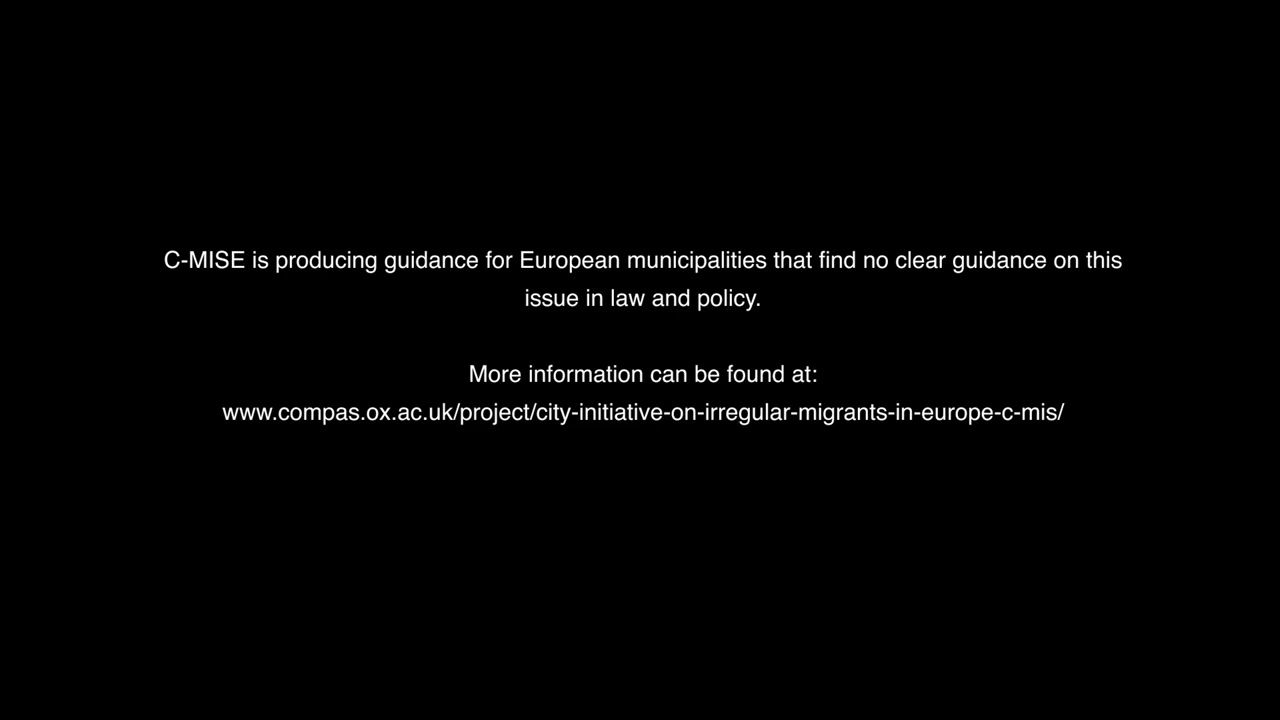 C-MISE is producing guidance for European municipalities that find no clear guidance on this
issue in law and policy.
More information can be found at:
www.compas.ox.ac.uk/project/city-initiative-on-irregular-migrants-in-europe-c-mis/